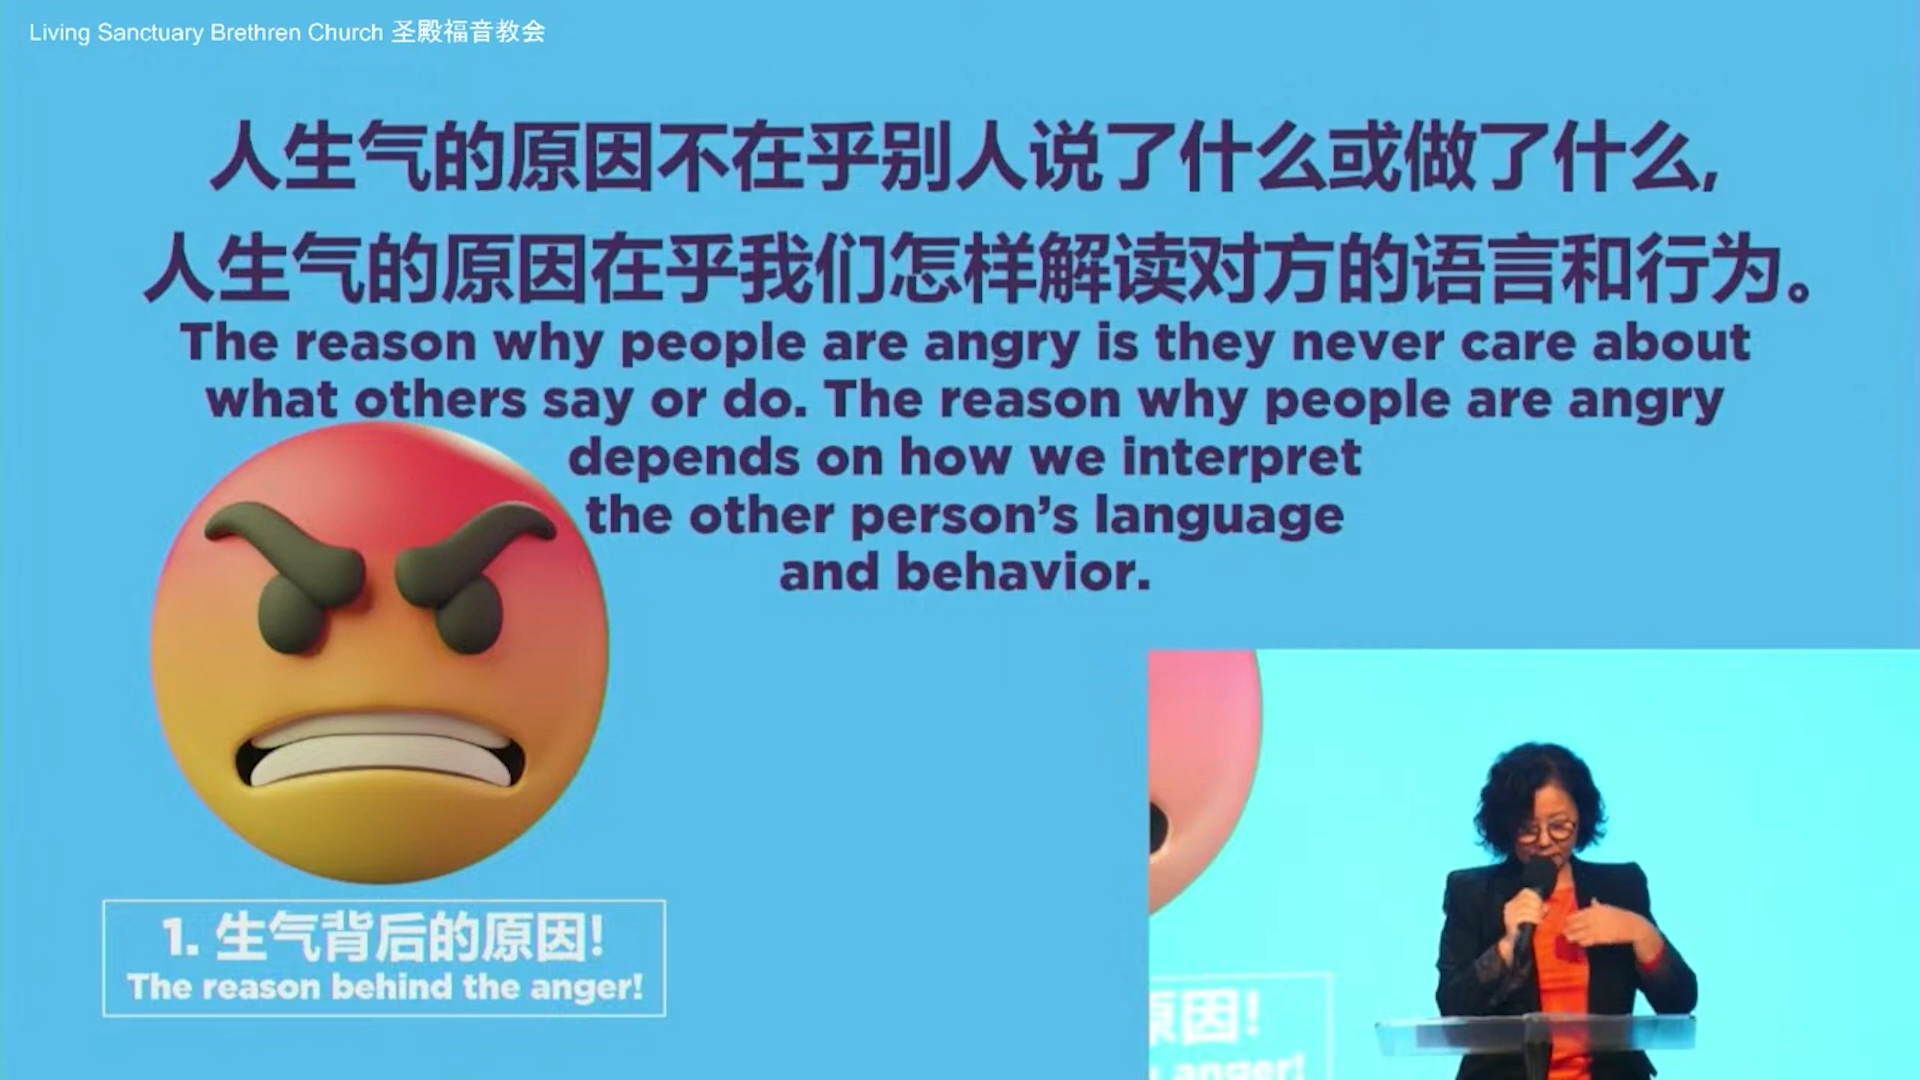 Living Sanctuary Brethren Church 圣殿福音教会
人生气的原因不在乎别人说了什么或做了什么,
人生气的原因在乎我们怎样解读对方的语言和行为。
The reason why people are angry is they never care about
what others say or do. The reason why people are angry
depends on how we interpret
the other person's language
and behavior.
1. 生气背后的原因!
The reason behind the anger!
原因!
anger!